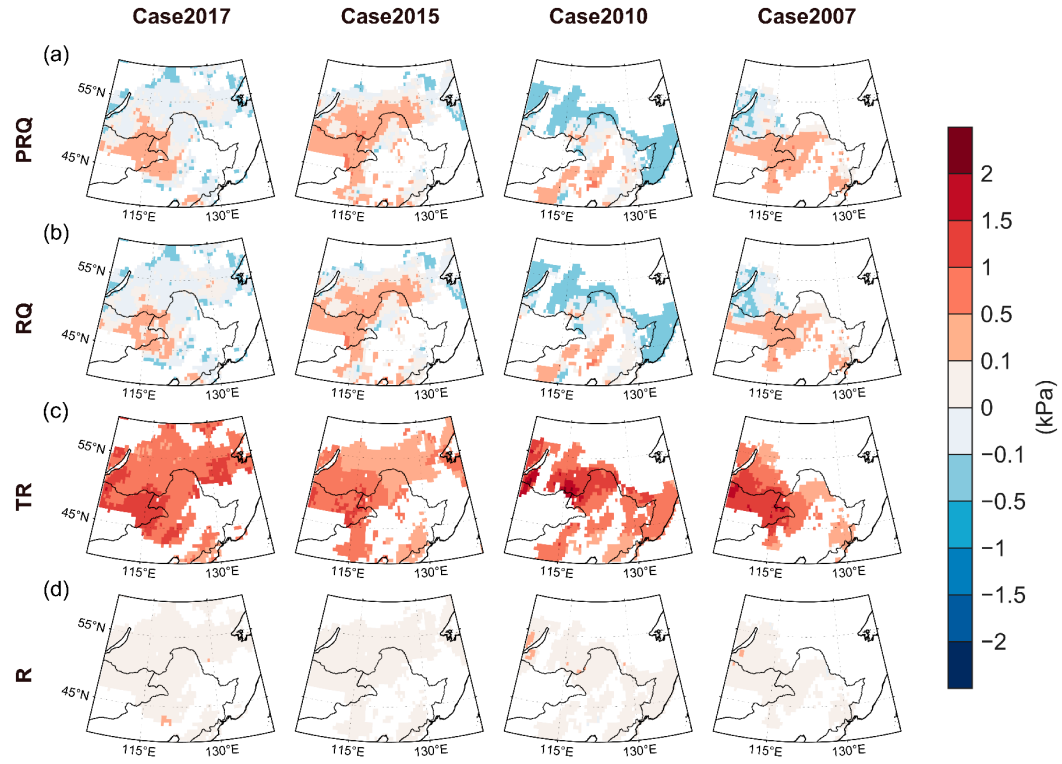 Case2017 Case2015 Case2010 Case2007
(a)
PRQ
55°N
45°N
115°E 130°E 115°E 130°E 115°E 130°E 115°E 130°E
(b)
RQ
55°N
45°N
115°E 130°E 115°E 130°E 115°E 130°E 115°E 130°E
(c)
TR
55°N
45°N
115°E 130°E 115°E 130°E 115°E 130°E 115°E 130°E
(d)
R
55°N
45°N
115°E 130°E 115°E 130°E 115°E 130°E 115°E 130°E
2
1.5
1
0.5
0.1
0
−0.1
−0.5
−1
−1.5
−2
(kPa)